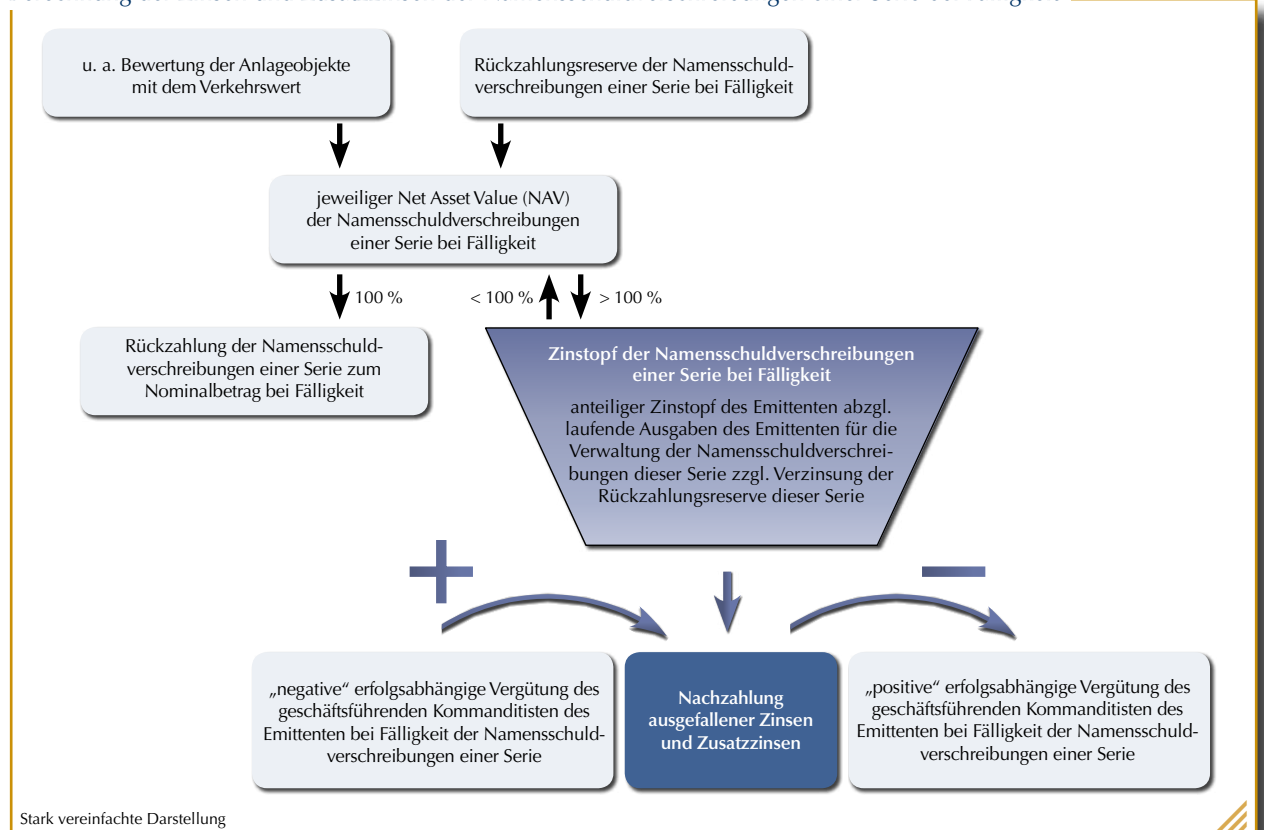 u. a. Bewertung der Anlageobjekte
mit dem Verkehrswert
Rückzahlungsreserve der Namensschuld-
verschreibungen einer Serie bei Fälligkeit
jeweiliger Net Asset Value (NAV)
der Namensschuldverschreibungen
einer Serie bei Fälligkeit
100 %
< 100 %
> 100 %
Rückzahlung der Namensschuld-
verschreibungen einer Serie zum
Nominalbetrag bei Fälligkeit
Zinstopf der Namensschuldverschreibungen
einer Serie bei Fälligkeit
anteiliger Zinstopf des Emittenten abzgl.
laufende Ausgaben des Emittenten für die
Verwaltung der Namensschuldverschrei-
bungen dieser Serie zzgl. Verzinsung der
Rückzahlungsreserve dieser Serie
+
–
„negative“ erfolgsabhängige Vergütung des
geschäftsführenden Kommanditisten des
Emittenten bei Fälligkeit der Namensschuld-
verschreibungen einer Serie
Nachzahlung
ausgefallener Zinsen
und Zusatzzinsen
„positive“ erfolgsabhängige Vergütung des
geschäftsführenden Kommanditisten des
Emittenten bei Fälligkeit der Namensschuld-
verschreibungen einer Serie
Stark vereinfachte Darstellung